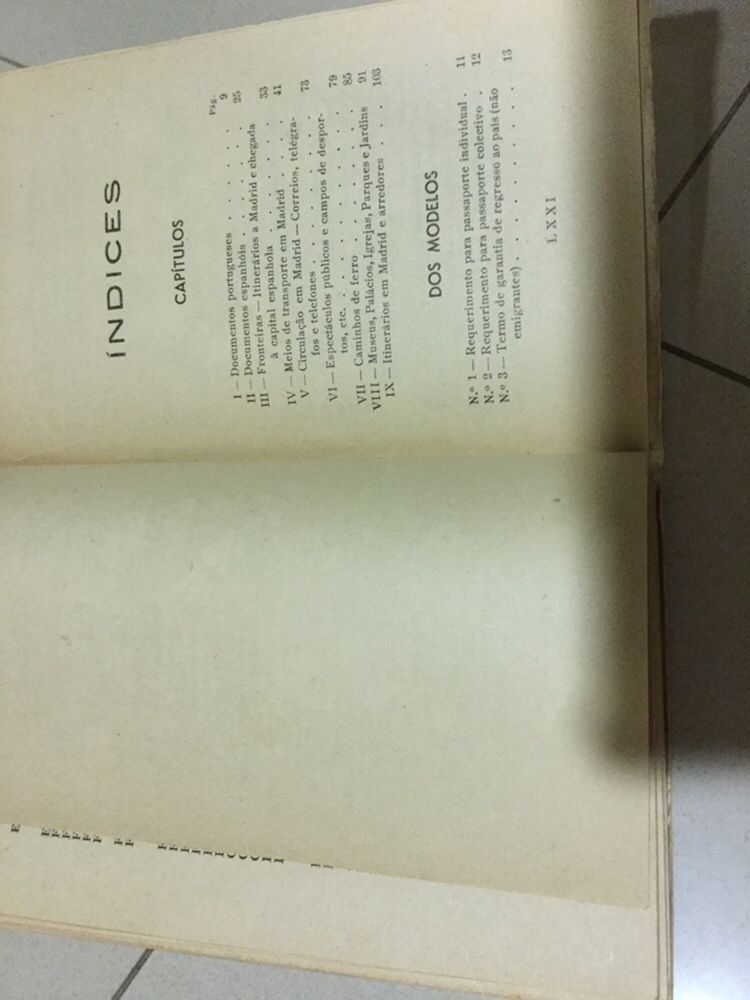 ÍNDICES
CAPÍTULOS
Pág.
I — Documentos portugueses . . . . . . . 9
II — Documentos espanhóis . . . . . . . 25
III — Fronteiras — Itinerários a Madrid e chegada
à capital espanhola . . . . . . . 33
IV — Meios de transporte em Madrid . . . . 41
V — Circulação em Madrid — Correios, telégra-
fos e telefones . . . . . . . . . 73
VI — Espectáculos públicos e campos de despor-
tos, etc. . . . . . . . . . . . 79
VII — Caminhos de ferro . . . . . . . . 85
VIII — Museus, Palácios, Igrejas, Parques e Jardins 91
IX — Itinerários em Madrid e arredores . . . . 103
DOS MODELOS
N.º 1 — Requerimento para passaporte individual . 11
N.º 2 — Requerimento para passaporte colectivo . 12
N.º 3 — Termo de garantia de regresso ao país (não
emigrantes) . . . . . . . . . . 13
LXXI